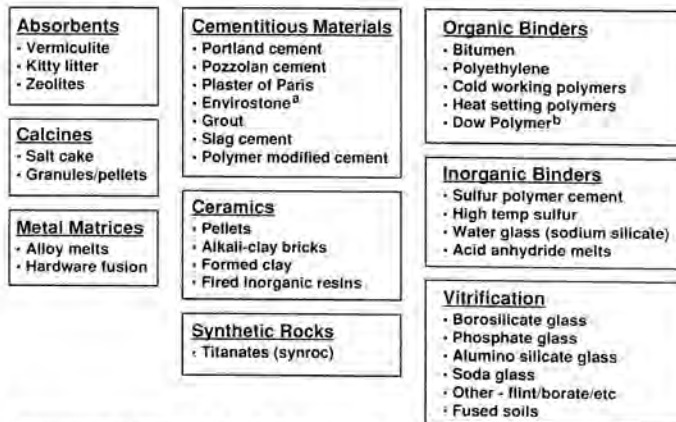 Absorbents
· Vermiculite
· Kitty litter
· Zeolites
Calcines
· Salt cake
· Granules/pellets
Metal Matrices
· Alloy melts
· Hardware fusion
Cementitious Materials
· Portland cement
· Pozzolan cement
· Plaster of Paris
· Envirostoneᵃ
· Grout
· Slag cement
· Polymer modified cement
Ceramics
· Pellets
· Alkali-clay bricks
· Formed clay
· Fired inorganic resins
Synthetic Rocks
· Titanates (synroc)
Organic Binders
· Bitumen
· Polyethylene
· Cold working polymers
· Heat setting polymers
· Dow Polymerᵇ
Inorganic Binders
· Sulfur polymer cement
· High temp sulfur
· Water glass (sodium silicate)
· Acid anhydride melts
Vitrification
· Borosilicate glass
· Phosphate glass
· Alumino silicate glass
· Soda glass
· Other - flint/borate/etc
· Fused soils